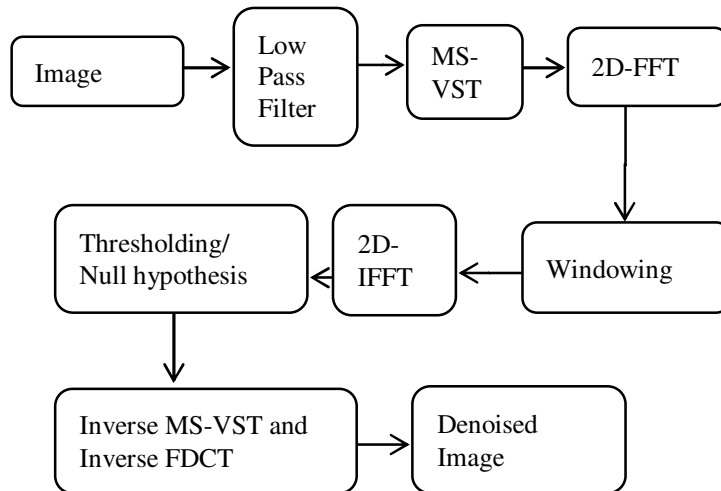 Image
Low
Pass
Filter
MS-
VST
2D-FFT
Windowing
2D-
IFFT
Thresholding/
Null hypothesis
Inverse MS-VST and
Inverse FDCT
Denoised
Image